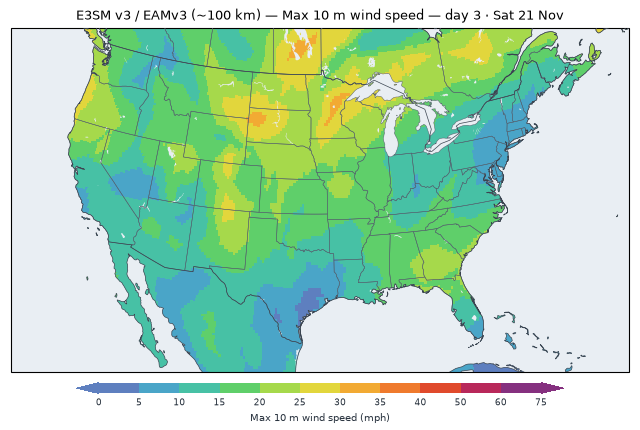 E3SM v3 / EAMv3 (~100 km) — Max 10 m wind speed — day 3 · Sat 21 Nov
0 5 10 15 20 25 30 35 40 50 60 75
Max 10 m wind speed (mph)